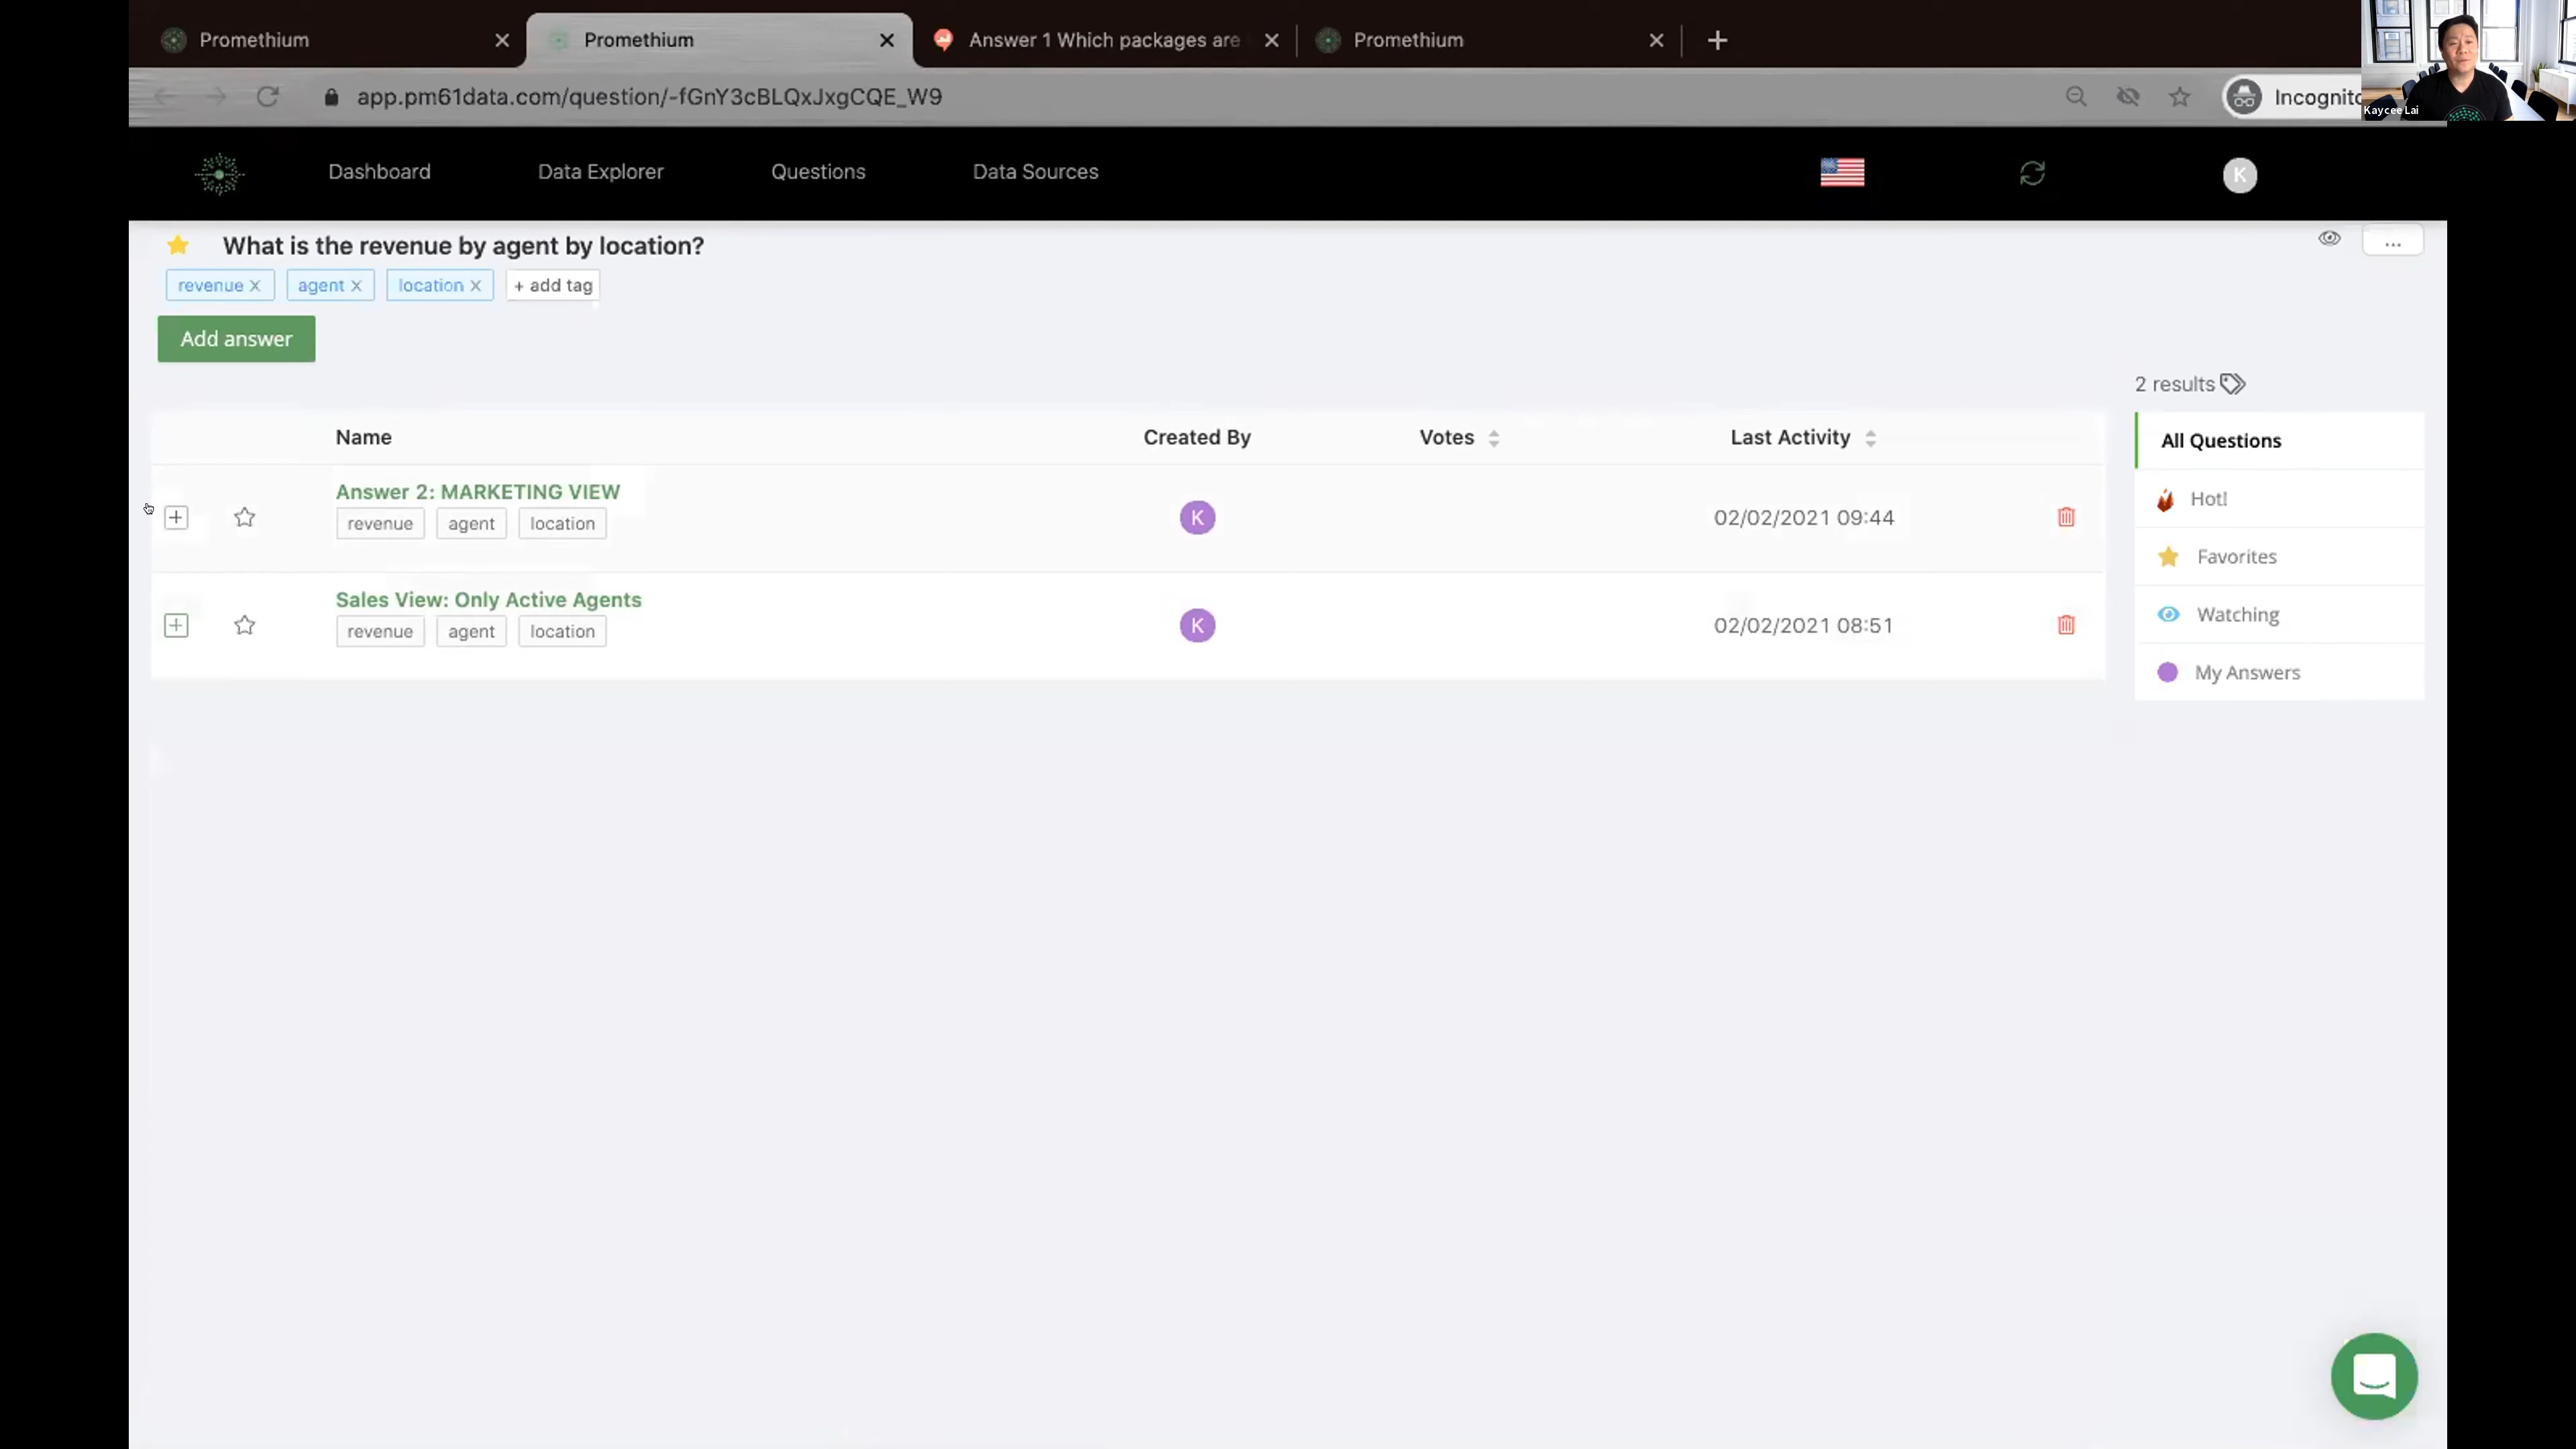 Promethium
Promethium
Answer 1 Which packages are
Promethium
app.pm61data.com/question/-fGnY3cBLQxJxgCQE_W9
Incognito
Kaycee Lai
Dashboard
Data Explorer
Questions
Data Sources
K
What is the revenue by agent by location?
...
revenue X
agent X
location X
+ add tag
Add answer
2 results
Name
Created By
Votes
Last Activity
Answer 2: MARKETING VIEW
revenue
agent
location
K
02/02/2021 09:44
Sales View: Only Active Agents
revenue
agent
location
K
02/02/2021 08:51
All Questions
Hot!
Favorites
Watching
My Answers